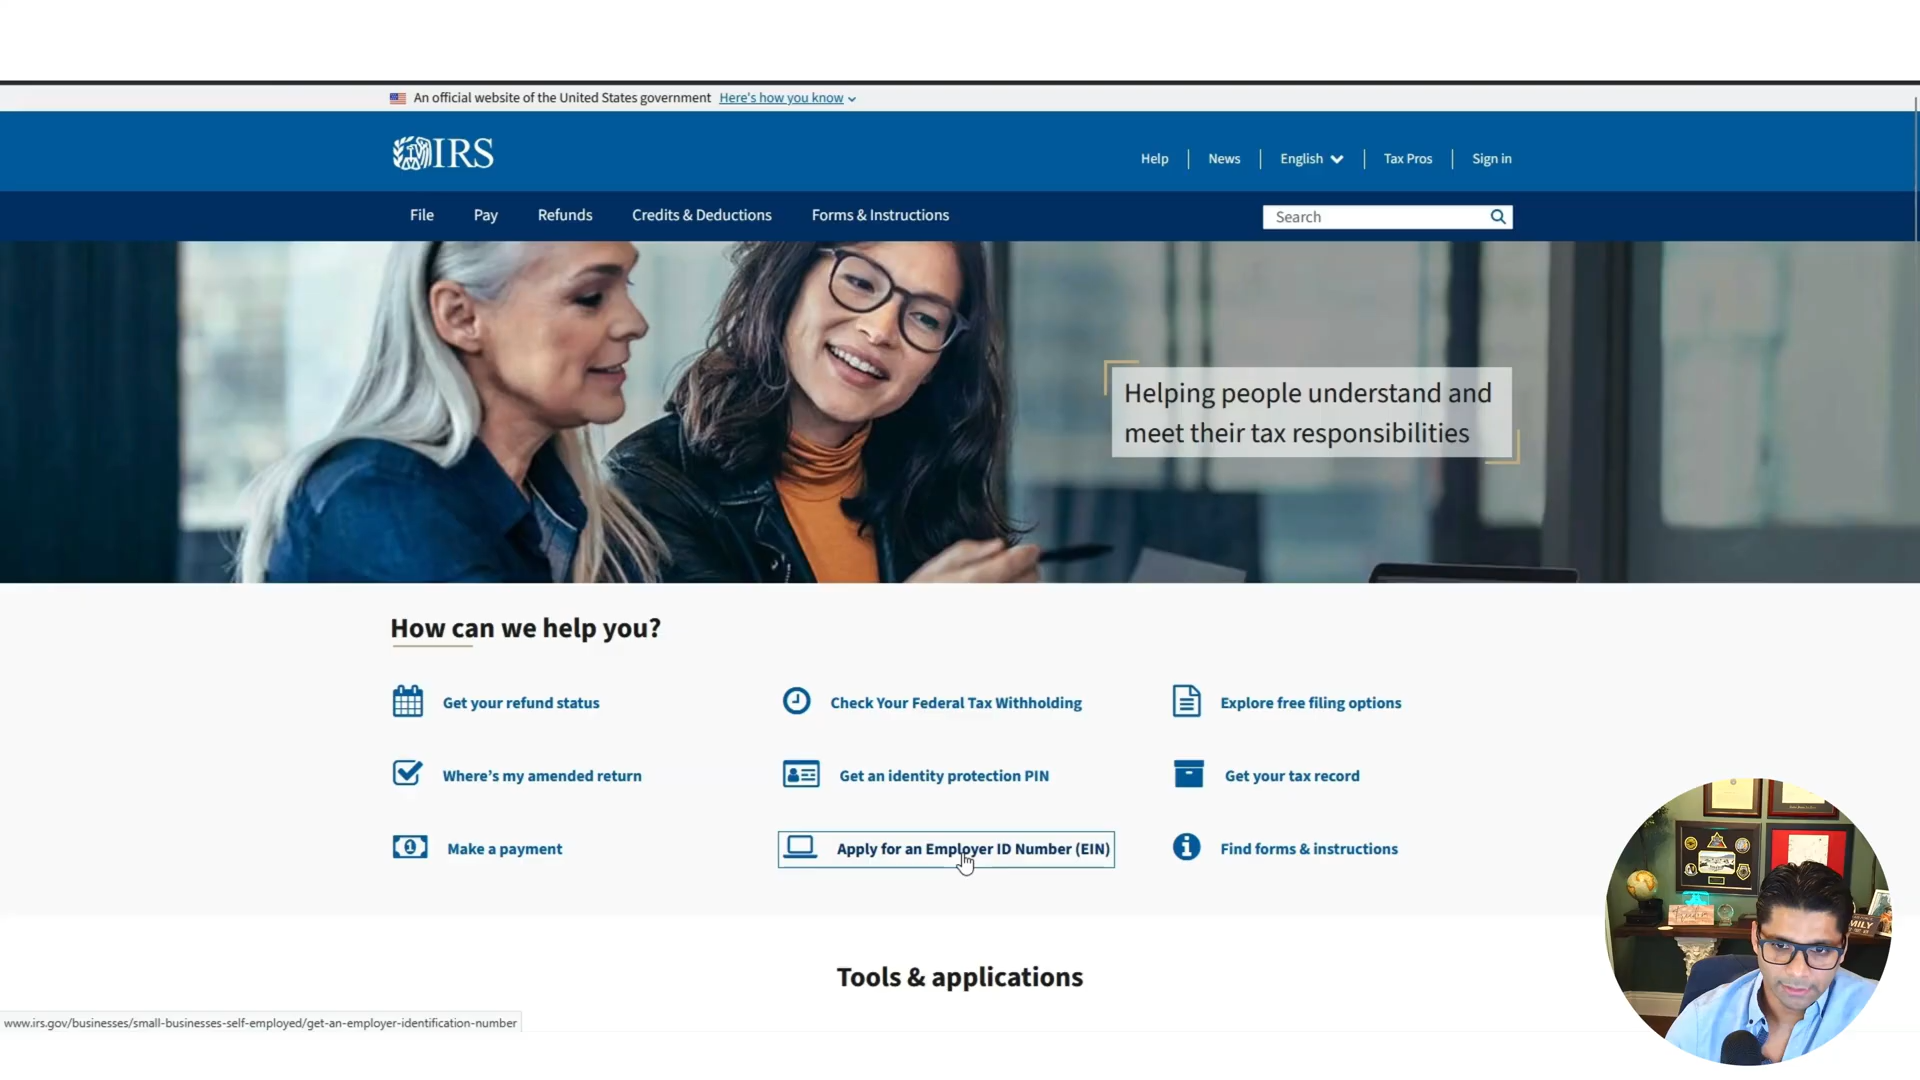 An official website of the United States government Here's how you know
IRS
Help News English Tax Pros Sign in
File Pay Refunds Credits & Deductions Forms & Instructions Search
Helping people understand and
meet their tax responsibilities
How can we help you?
Get your refund status Check Your Federal Tax Withholding Explore free filing options
Where's my amended return Get an identity protection PIN Get your tax record
Make a payment Apply for an Employer ID Number (EIN) Find forms & instructions
Tools & applications
www.irs.gov/businesses/small-businesses-self-employed/get-an-employer-identification-number